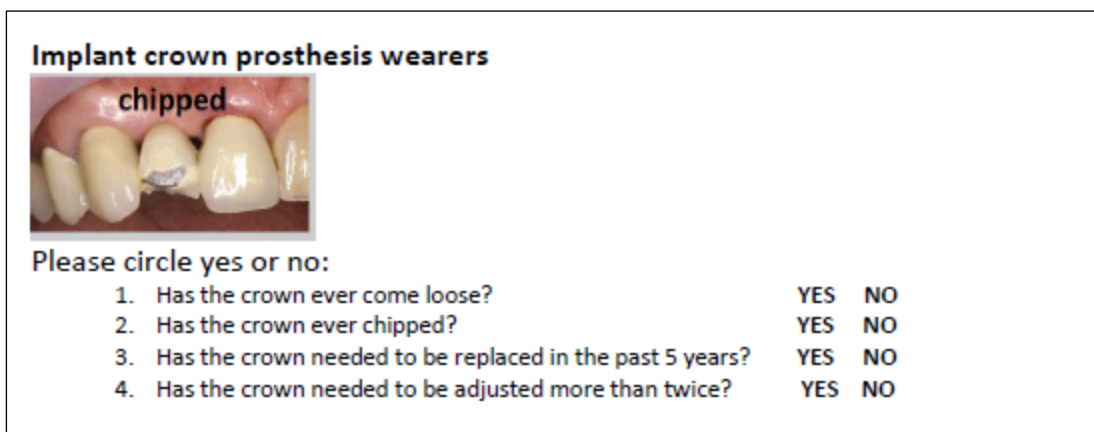 Implant crown prosthesis wearers
chipped
Please circle yes or no:
1. Has the crown ever come loose? YES NO
2. Has the crown ever chipped? YES NO
3. Has the crown needed to be replaced in the past 5 years? YES NO
4. Has the crown needed to be adjusted more than twice? YES NO